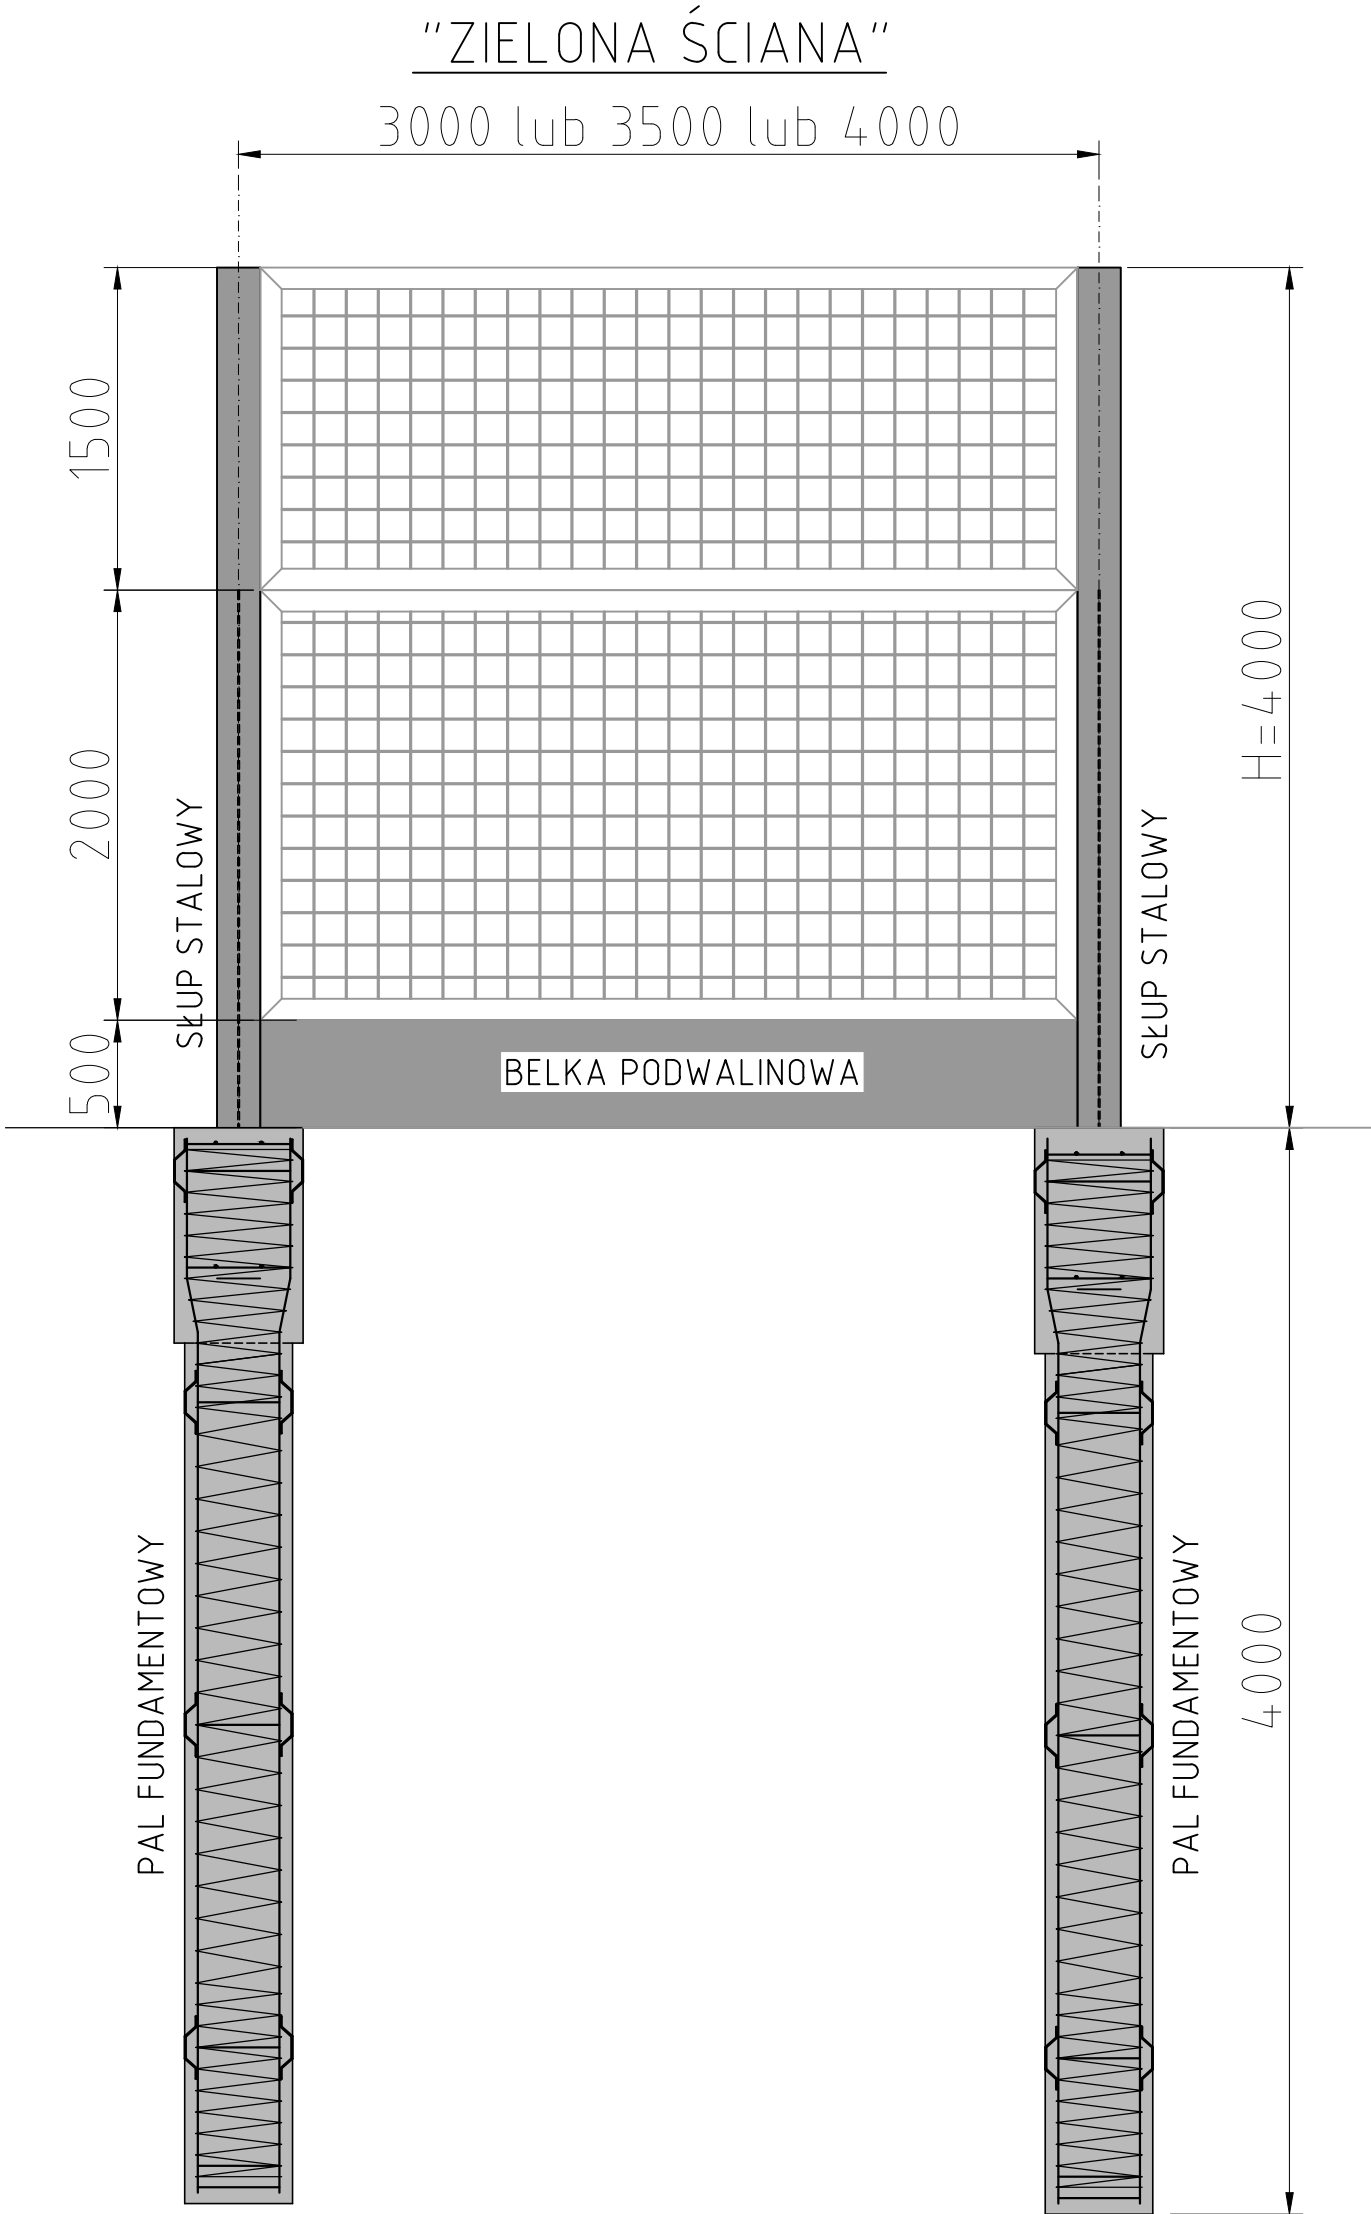 "ZIELONA ŚCIANA"
3000 lub 3500 lub 4000
1500
2000
500
H=4000
SŁUP STALOWY
SŁUP STALOWY
BELKA PODWALINOWA
PAL FUNDAMENTOWY
PAL FUNDAMENTOWY
4000